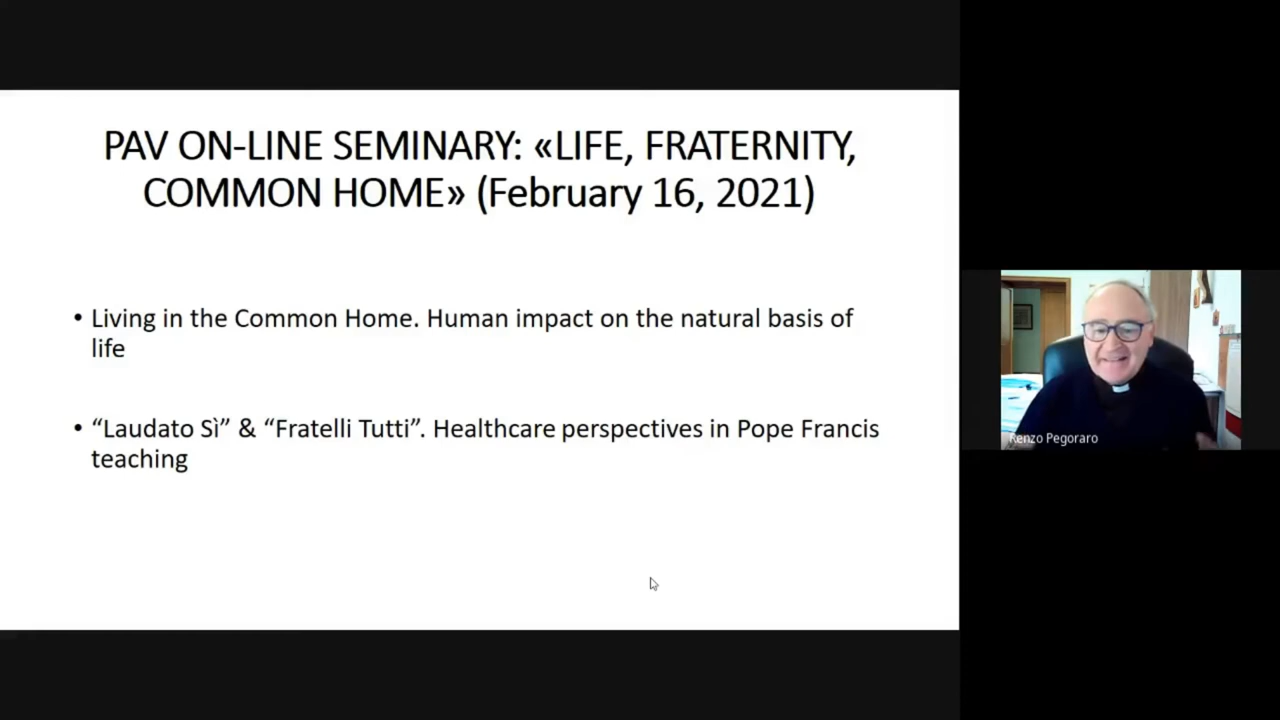 PAV ON-LINE SEMINARY: «LIFE, FRATERNITY,
COMMON HOME» (February 16, 2021)
• Living in the Common Home. Human impact on the natural basis of
life
• “Laudato Sì” & “Fratelli Tutti”. Healthcare perspectives in Pope Francis
teaching
Renzo Pegoraro